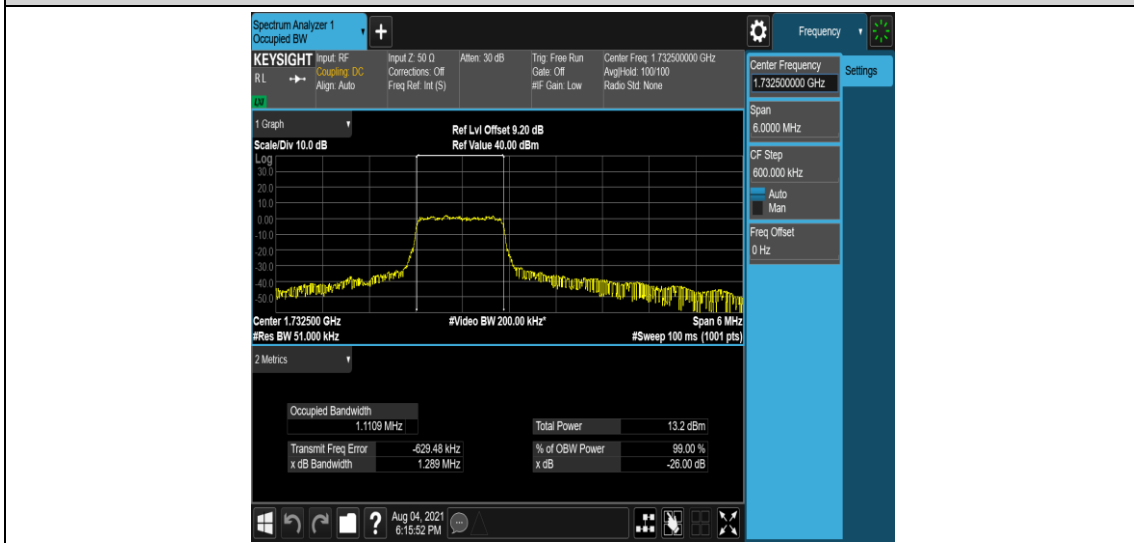 Spectrum Analyzer 1
Occupied BW
+
Frequency
KEYSIGHT
RL
LXI
Input: RF
Coupling: DC
Align: Auto
Input Z: 50 Ω
Corrections: Off
Freq Ref: Int (S)
Atten: 30 dB
Trig: Free Run
Gate: Off
#IF Gain: Low
Center Freq: 1.732500000 GHz
Avg|Hold: 100/100
Radio Std: None
Center Frequency
1.732500000 GHz
Settings
Span
6.0000 MHz
CF Step
600.000 kHz
Auto
Man
Freq Offset
0 Hz
1 Graph
Scale/Div 10.0 dB
Ref Lvl Offset 9.20 dB
Ref Value 40.00 dBm
Log
30.0
20.0
10.0
0.00
-10.0
-20.0
-30.0
-40.0
-50.0
Center 1.732500 GHz
#Res BW 51.000 kHz
#Video BW 200.00 kHz*
Span 6 MHz
#Sweep 100 ms (1001 pts)
2 Metrics
Occupied Bandwidth
1.1109 MHz
Total Power 13.2 dBm
Transmit Freq Error -629.48 kHz
% of OBW Power 99.00 %
x dB Bandwidth 1.289 MHz
x dB -26.00 dB
?
Aug 04, 2021
6:15:52 PM